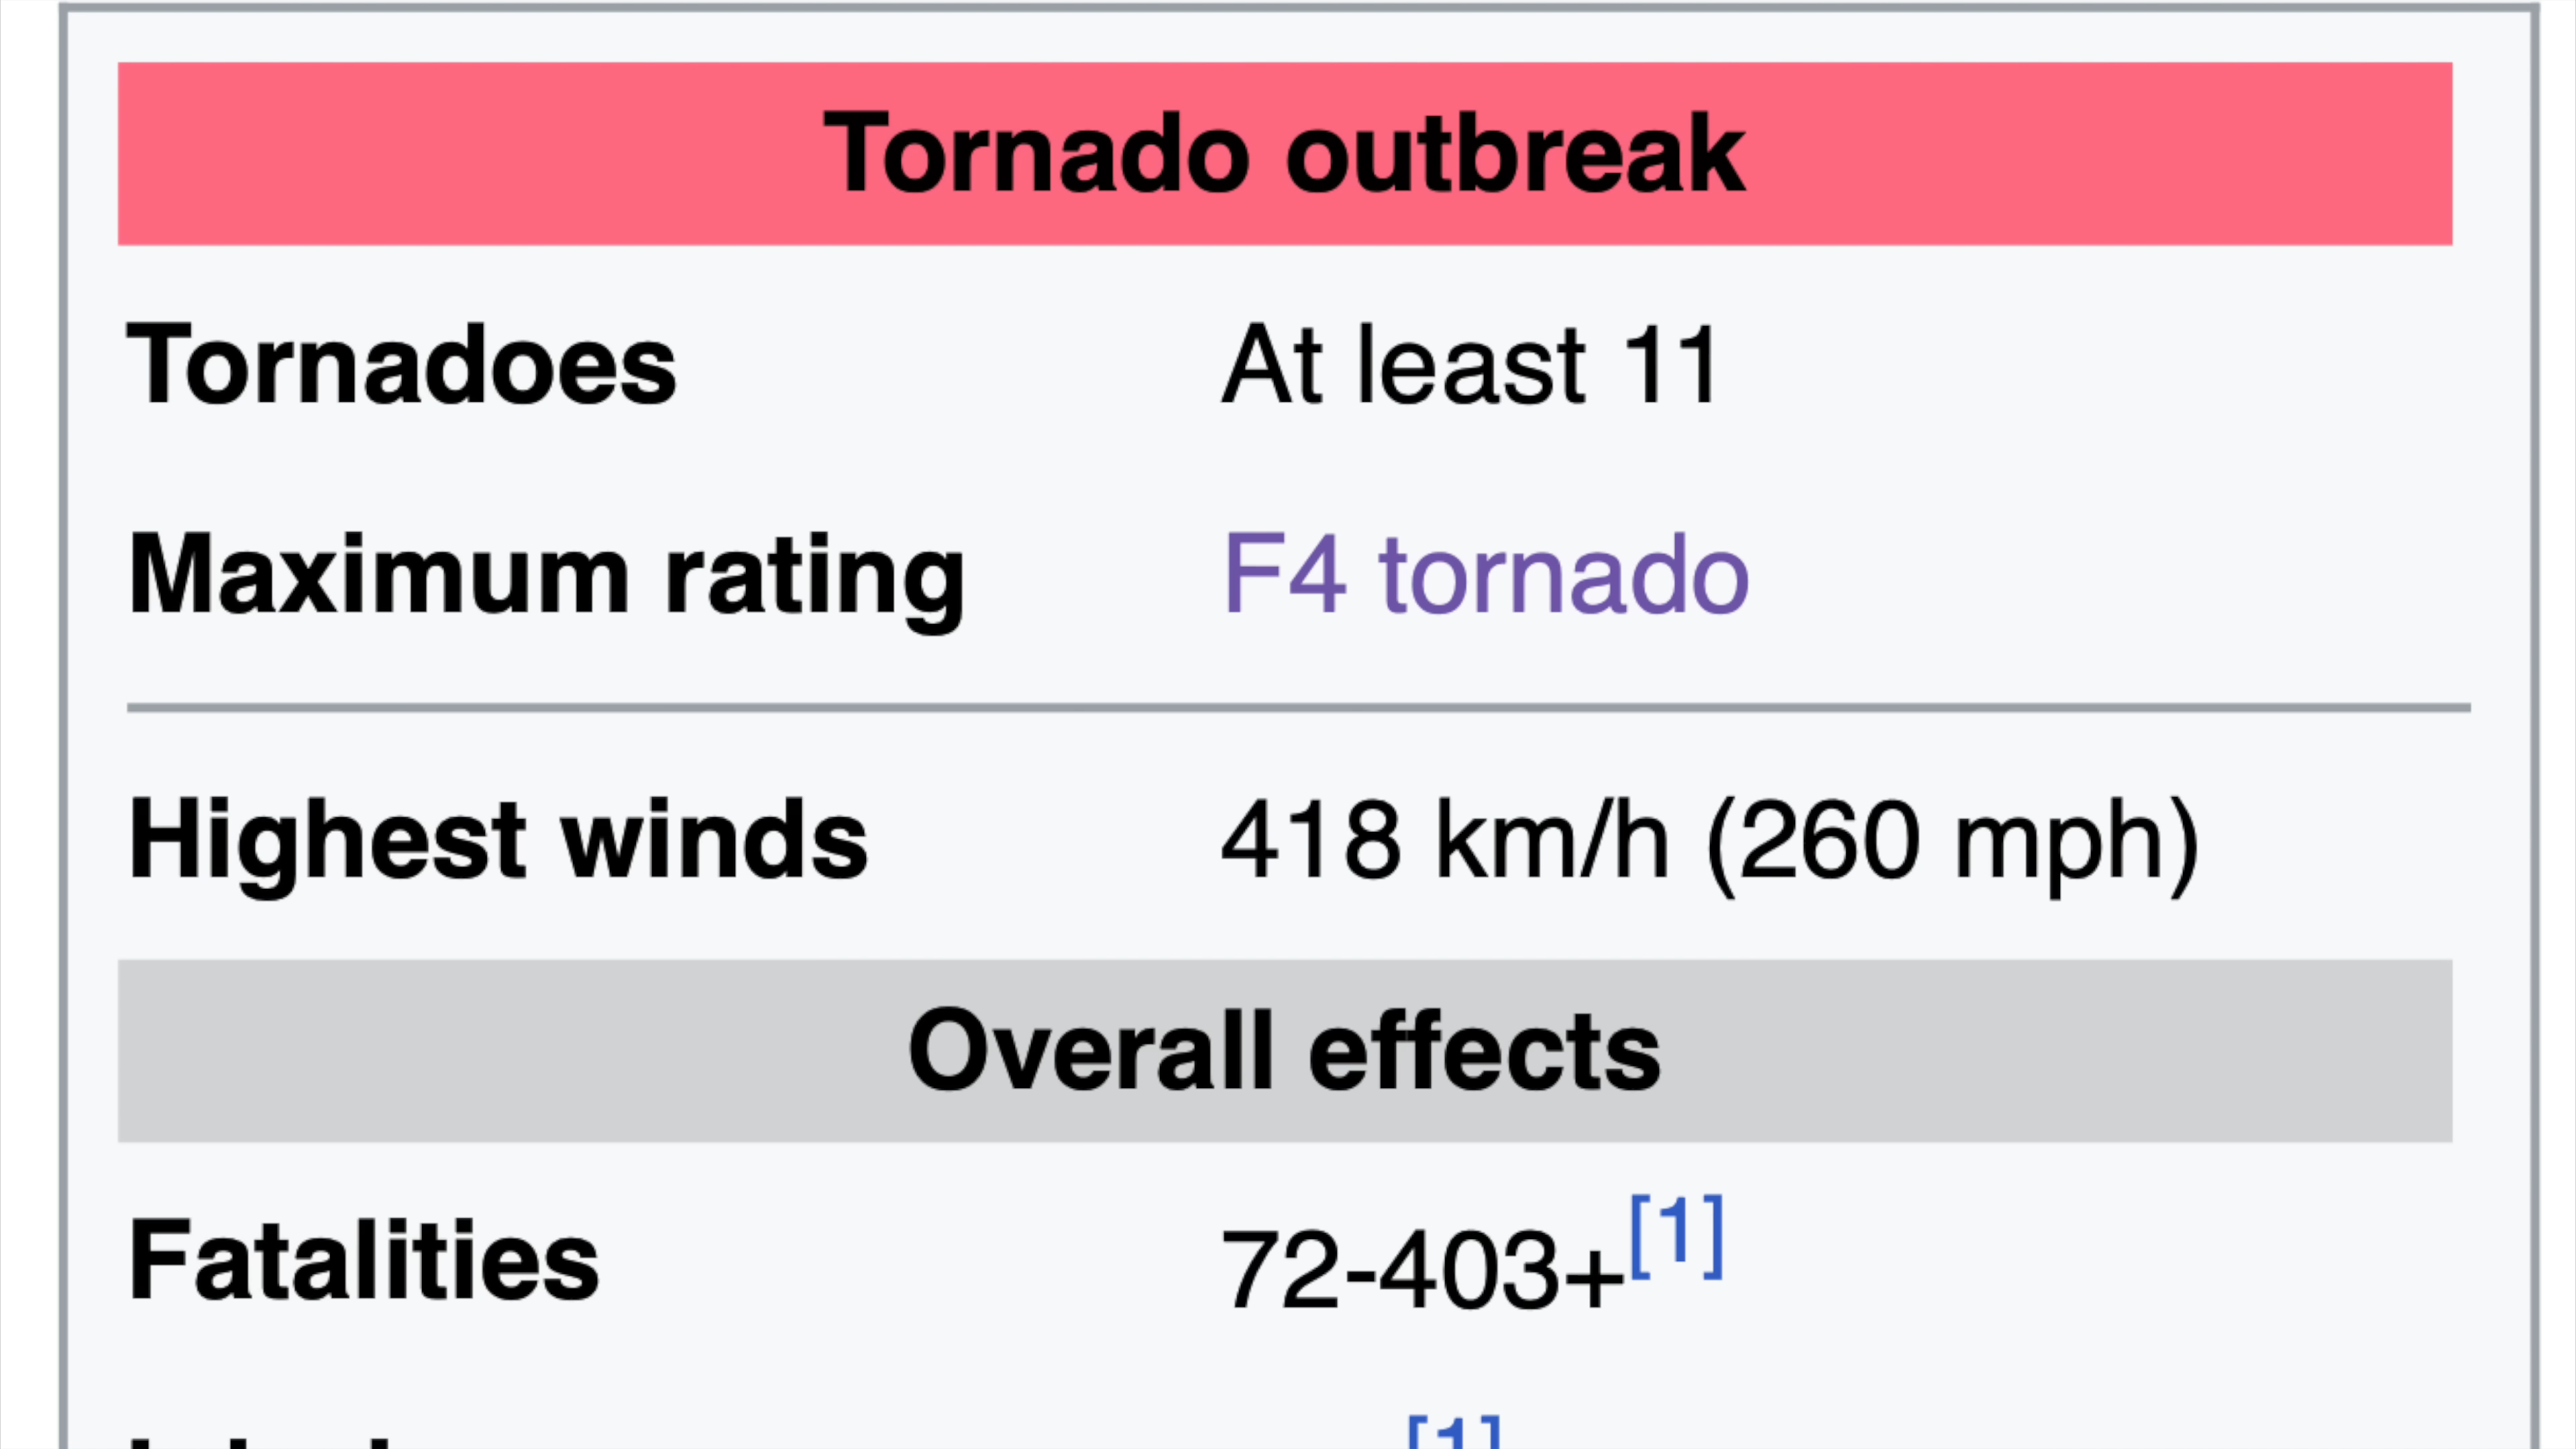 Tornado outbreak
Tornadoes At least 11
Maximum rating F4 tornado
Highest winds 418 km/h (260 mph)
Overall effects
Fatalities 72-403+[1]
[1]